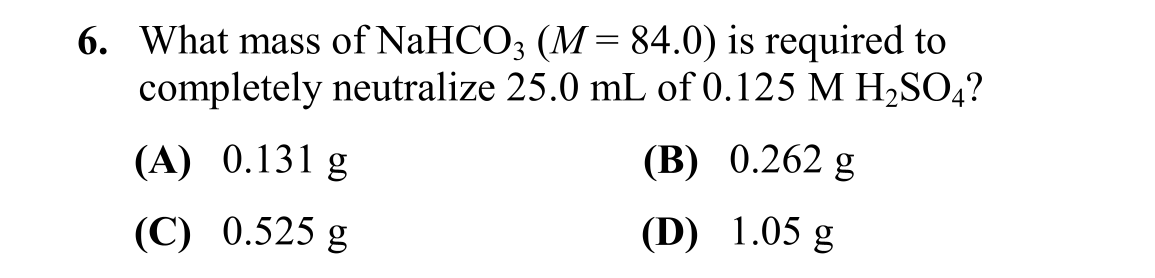 6. What mass of NaHCO₃ (M = 84.0) is required to
completely neutralize 25.0 mL of 0.125 M H₂SO₄?
(A) 0.131 g (B) 0.262 g
(C) 0.525 g (D) 1.05 g